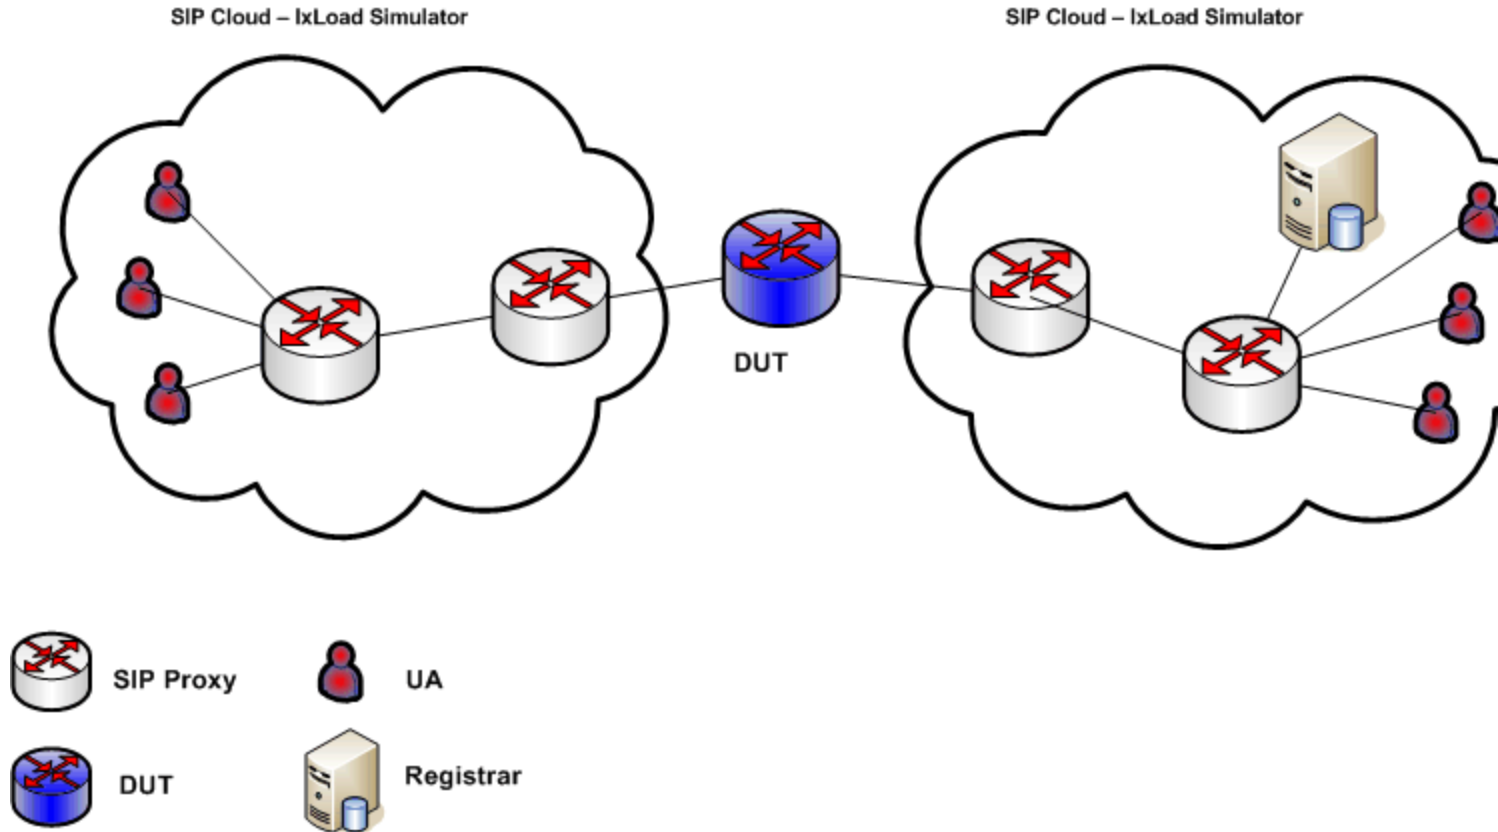 SIP Cloud – IxLoad Simulator
SIP Cloud – IxLoad Simulator
DUT
SIP Proxy
UA
DUT
Registrar